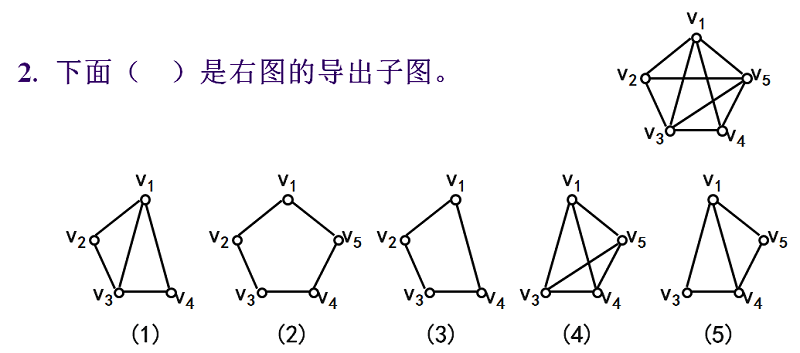 V1
2. 下面（ ）是右图的导出子图。
V2 V5
V3 V4
V1 V1 V1 V1 V1
V2 V2 V5 V2 V5 V5
V3 V4 V3 V4 V3 V4 V3 V4 V3 V4
(1) (2) (3) (4) (5)